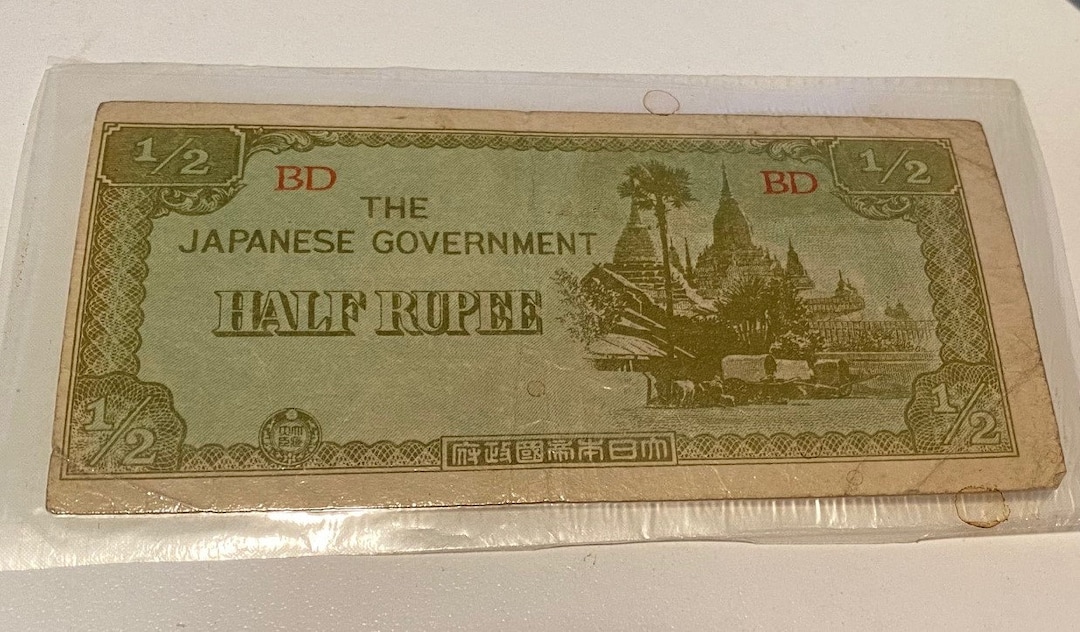 1/2
BD
BD
1/2
THE
JAPANESE GOVERNMENT
HALF RUPEE
1/2
府政國帝本日大
1/2